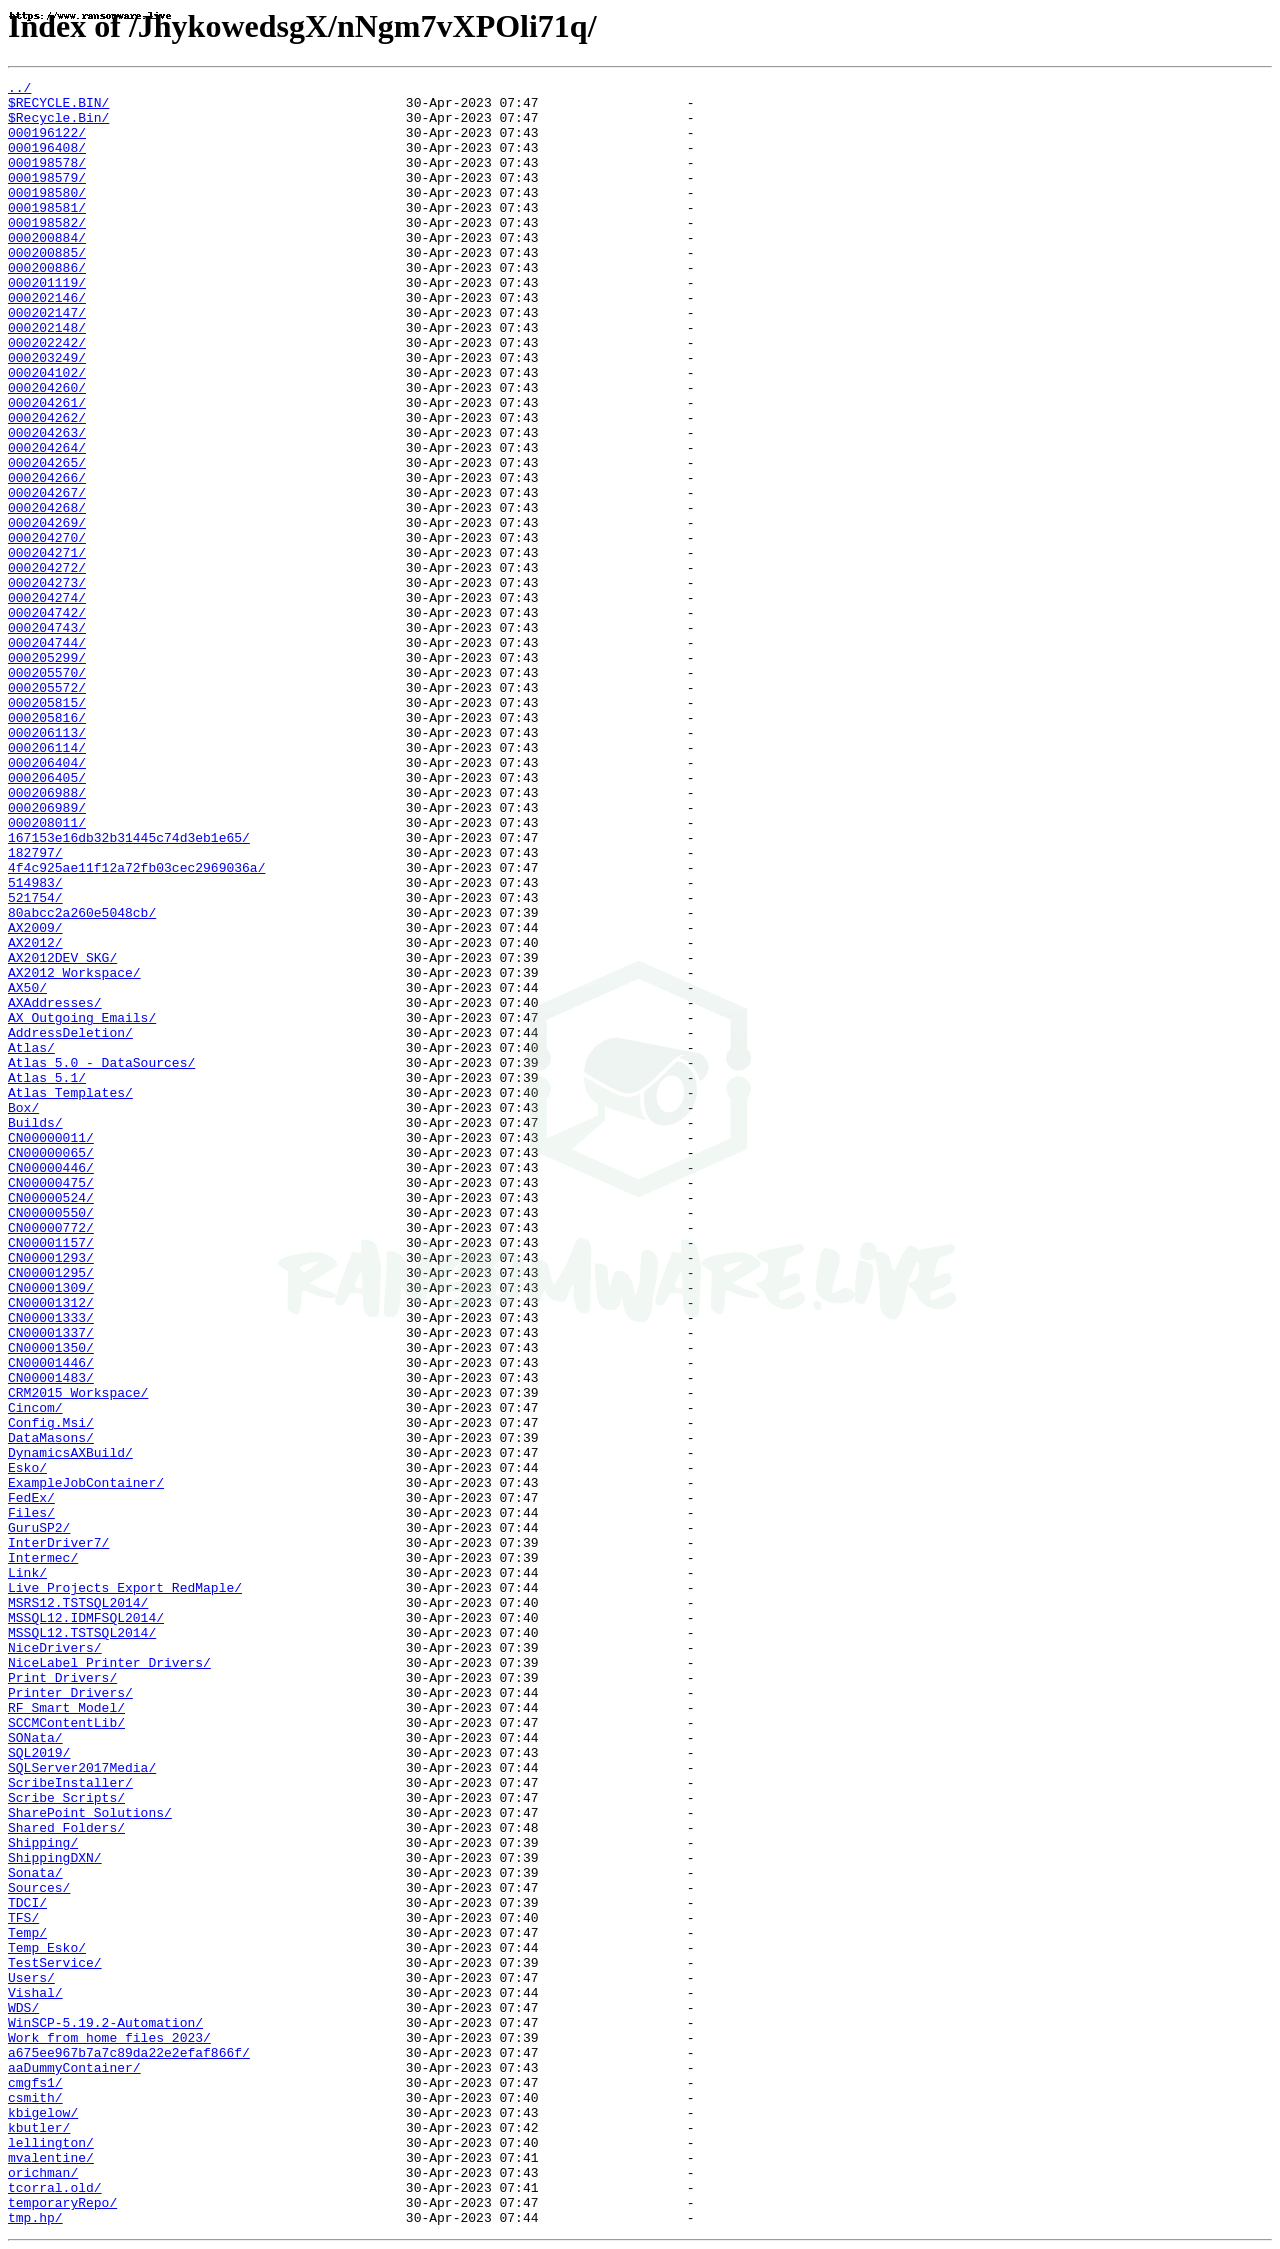 https://www.ransomware.live
Index of /JhykowedsgX/nNgm7vXPOli71q/
../
$RECYCLE.BIN/ 30-Apr-2023 07:47 -
$Recycle.Bin/ 30-Apr-2023 07:47 -
000196122/ 30-Apr-2023 07:43 -
000196408/ 30-Apr-2023 07:43 -
000198578/ 30-Apr-2023 07:43 -
000198579/ 30-Apr-2023 07:43 -
000198580/ 30-Apr-2023 07:43 -
000198581/ 30-Apr-2023 07:43 -
000198582/ 30-Apr-2023 07:43 -
000200884/ 30-Apr-2023 07:43 -
000200885/ 30-Apr-2023 07:43 -
000200886/ 30-Apr-2023 07:43 -
000201119/ 30-Apr-2023 07:43 -
000202146/ 30-Apr-2023 07:43 -
000202147/ 30-Apr-2023 07:43 -
000202148/ 30-Apr-2023 07:43 -
000202242/ 30-Apr-2023 07:43 -
000203249/ 30-Apr-2023 07:43 -
000204102/ 30-Apr-2023 07:43 -
000204260/ 30-Apr-2023 07:43 -
000204261/ 30-Apr-2023 07:43 -
000204262/ 30-Apr-2023 07:43 -
000204263/ 30-Apr-2023 07:43 -
000204264/ 30-Apr-2023 07:43 -
000204265/ 30-Apr-2023 07:43 -
000204266/ 30-Apr-2023 07:43 -
000204267/ 30-Apr-2023 07:43 -
000204268/ 30-Apr-2023 07:43 -
000204269/ 30-Apr-2023 07:43 -
000204270/ 30-Apr-2023 07:43 -
000204271/ 30-Apr-2023 07:43 -
000204272/ 30-Apr-2023 07:43 -
000204273/ 30-Apr-2023 07:43 -
000204274/ 30-Apr-2023 07:43 -
000204742/ 30-Apr-2023 07:43 -
000204743/ 30-Apr-2023 07:43 -
000204744/ 30-Apr-2023 07:43 -
000205299/ 30-Apr-2023 07:43 -
000205570/ 30-Apr-2023 07:43 -
000205572/ 30-Apr-2023 07:43 -
000205815/ 30-Apr-2023 07:43 -
000205816/ 30-Apr-2023 07:43 -
000206113/ 30-Apr-2023 07:43 -
000206114/ 30-Apr-2023 07:43 -
000206404/ 30-Apr-2023 07:43 -
000206405/ 30-Apr-2023 07:43 -
000206988/ 30-Apr-2023 07:43 -
000206989/ 30-Apr-2023 07:43 -
000208011/ 30-Apr-2023 07:43 -
167153e16db32b31445c74d3eb1e65/ 30-Apr-2023 07:47 -
182797/ 30-Apr-2023 07:43 -
4f4c925ae11f12a72fb03cec2969036a/ 30-Apr-2023 07:47 -
514983/ 30-Apr-2023 07:43 -
521754/ 30-Apr-2023 07:43 -
80abcc2a260e5048cb/ 30-Apr-2023 07:39 -
AX2009/ 30-Apr-2023 07:44 -
AX2012/ 30-Apr-2023 07:40 -
AX2012DEV SKG/ 30-Apr-2023 07:39 -
AX2012 Workspace/ 30-Apr-2023 07:39 -
AX50/ 30-Apr-2023 07:44 -
AXAddresses/ 30-Apr-2023 07:40 -
AX Outgoing Emails/ 30-Apr-2023 07:47 -
AddressDeletion/ 30-Apr-2023 07:44 -
Atlas/ 30-Apr-2023 07:40 -
Atlas 5.0 - DataSources/ 30-Apr-2023 07:39 -
Atlas 5.1/ 30-Apr-2023 07:39 -
Atlas Templates/ 30-Apr-2023 07:40 -
Box/ 30-Apr-2023 07:43 -
Builds/ 30-Apr-2023 07:47 -
CN00000011/ 30-Apr-2023 07:43 -
CN00000065/ 30-Apr-2023 07:43 -
CN00000446/ 30-Apr-2023 07:43 -
CN00000475/ 30-Apr-2023 07:43 -
CN00000524/ 30-Apr-2023 07:43 -
CN00000550/ 30-Apr-2023 07:43 -
CN00000772/ 30-Apr-2023 07:43 -
CN00001157/ 30-Apr-2023 07:43 -
CN00001293/ 30-Apr-2023 07:43 -
CN00001295/ 30-Apr-2023 07:43 -
RANSOMWARE.LIVE
CN00001309/ 30-Apr-2023 07:43 -
CN00001312/ 30-Apr-2023 07:43 -
CN00001333/ 30-Apr-2023 07:43 -
CN00001337/ 30-Apr-2023 07:43 -
CN00001350/ 30-Apr-2023 07:43 -
CN00001446/ 30-Apr-2023 07:43 -
CN00001483/ 30-Apr-2023 07:43 -
CRM2015 Workspace/ 30-Apr-2023 07:39 -
Cincom/ 30-Apr-2023 07:47 -
Config.Msi/ 30-Apr-2023 07:47 -
DataMasons/ 30-Apr-2023 07:39 -
DynamicsAXBuild/ 30-Apr-2023 07:47 -
Esko/ 30-Apr-2023 07:44 -
ExampleJobContainer/ 30-Apr-2023 07:43 -
FedEx/ 30-Apr-2023 07:47 -
Files/ 30-Apr-2023 07:44 -
GuruSP2/ 30-Apr-2023 07:44 -
InterDriver7/ 30-Apr-2023 07:39 -
Intermec/ 30-Apr-2023 07:39 -
Link/ 30-Apr-2023 07:44 -
Live Projects Export RedMaple/ 30-Apr-2023 07:44 -
MSRS12.TSTSQL2014/ 30-Apr-2023 07:40 -
MSSQL12.IDMFSQL2014/ 30-Apr-2023 07:40 -
MSSQL12.TSTSQL2014/ 30-Apr-2023 07:40 -
NiceDrivers/ 30-Apr-2023 07:39 -
NiceLabel Printer Drivers/ 30-Apr-2023 07:39 -
Print Drivers/ 30-Apr-2023 07:39 -
Printer Drivers/ 30-Apr-2023 07:44 -
RF Smart Model/ 30-Apr-2023 07:44 -
SCCMContentLib/ 30-Apr-2023 07:47 -
SONata/ 30-Apr-2023 07:44 -
SQL2019/ 30-Apr-2023 07:43 -
SQLServer2017Media/ 30-Apr-2023 07:44 -
ScribeInstaller/ 30-Apr-2023 07:47 -
Scribe Scripts/ 30-Apr-2023 07:47 -
SharePoint Solutions/ 30-Apr-2023 07:47 -
Shared Folders/ 30-Apr-2023 07:48 -
Shipping/ 30-Apr-2023 07:39 -
ShippingDXN/ 30-Apr-2023 07:39 -
Sonata/ 30-Apr-2023 07:39 -
Sources/ 30-Apr-2023 07:47 -
TDCI/ 30-Apr-2023 07:39 -
TFS/ 30-Apr-2023 07:40 -
Temp/ 30-Apr-2023 07:47 -
Temp Esko/ 30-Apr-2023 07:44 -
TestService/ 30-Apr-2023 07:39 -
Users/ 30-Apr-2023 07:47 -
Vishal/ 30-Apr-2023 07:44 -
WDS/ 30-Apr-2023 07:47 -
WinSCP-5.19.2-Automation/ 30-Apr-2023 07:47 -
Work from home files 2023/ 30-Apr-2023 07:39 -
a675ee967b7a7c89da22e2efaf866f/ 30-Apr-2023 07:47 -
aaDummyContainer/ 30-Apr-2023 07:43 -
cmgfs1/ 30-Apr-2023 07:47 -
csmith/ 30-Apr-2023 07:40 -
kbigelow/ 30-Apr-2023 07:43 -
kbutler/ 30-Apr-2023 07:42 -
lellington/ 30-Apr-2023 07:40 -
mvalentine/ 30-Apr-2023 07:41 -
orichman/ 30-Apr-2023 07:43 -
tcorral.old/ 30-Apr-2023 07:41 -
temporaryRepo/ 30-Apr-2023 07:47 -
tmp.hp/ 30-Apr-2023 07:44 -